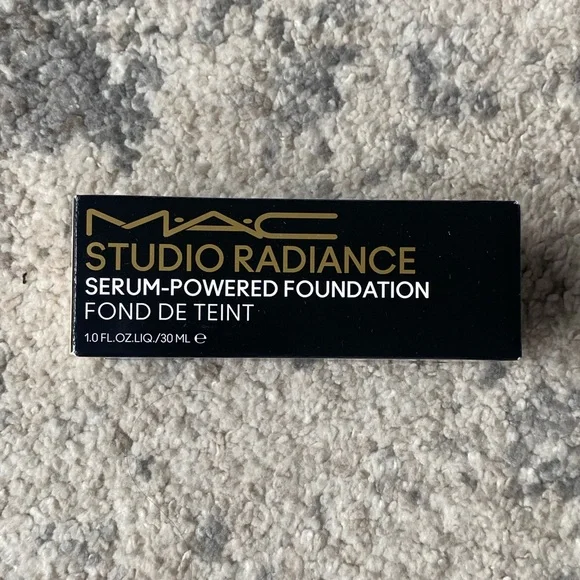 M·A·C
STUDIO RADIANCE
SERUM-POWERED FOUNDATION
FOND DE TEINT
1.0 FL.OZ.LIQ./30 ML ℮